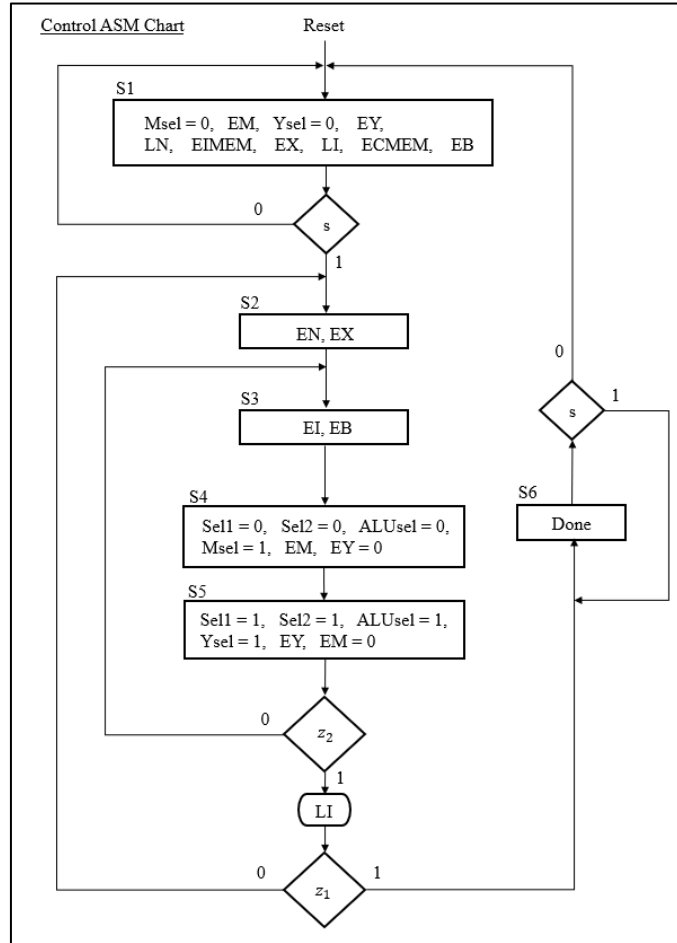 Control ASM Chart
Reset
S1
Msel = 0, EM, Ysel = 0, EY,
LN, EIMEM, EX, LI, ECMEM, EB
0
s
1
S2
EN, EX
S3
EI, EB
S4
Sel1 = 0, Sel2 = 0, ALUsel = 0,
Msel = 1, EM, EY = 0
S5
Sel1 = 1, Sel2 = 1, ALUsel = 1,
Ysel = 1, EY, EM = 0
0
z₂
1
LI
0
z₁
1
S6
Done
0
s
1